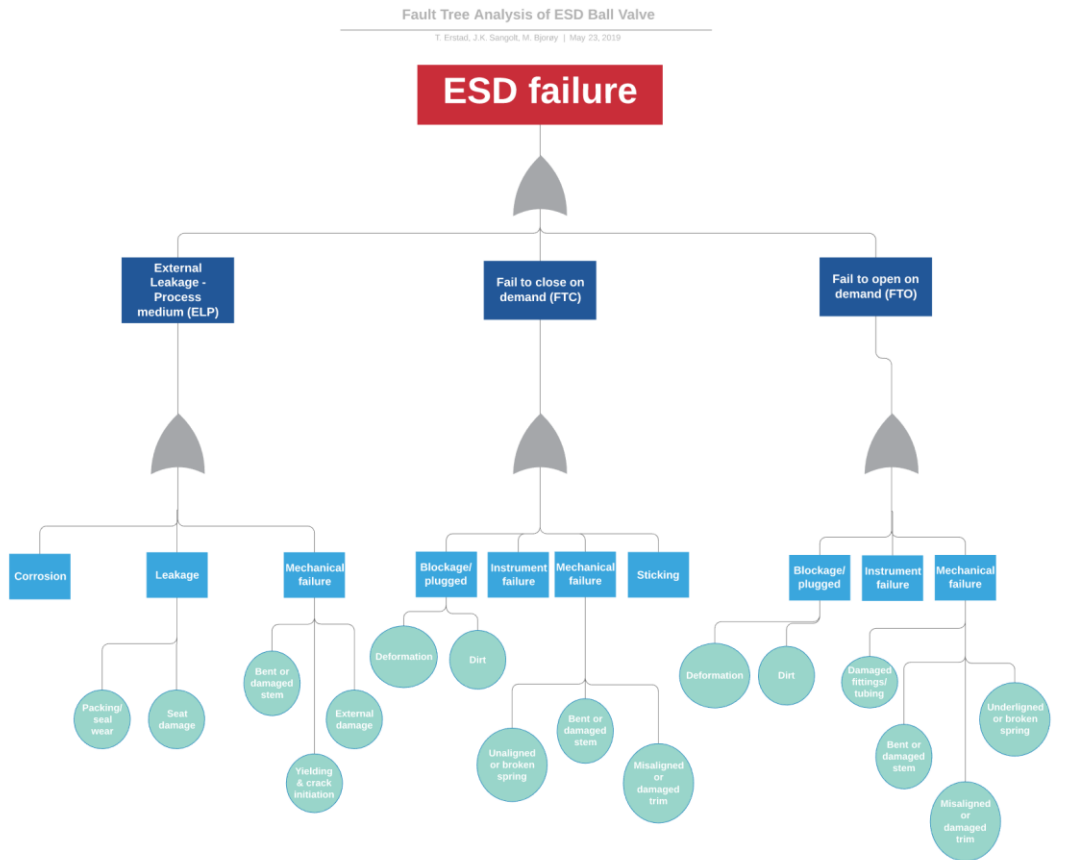 Fault Tree Analysis of ESD Ball Valve
T. Erstad, J.K. Sangolt, M. Bjorøy | May 23, 2019
ESD failure
External
Leakage -
Process
medium (ELP)
Fail to close on
demand (FTC)
Fail to open on
demand (FTO)
Corrosion
Leakage
Mechanical
failure
Blockage/
plugged
Instrument
failure
Mechanical
failure
Sticking
Blockage/
plugged
Instrument
failure
Mechanical
failure
Packing/
seal
wear
Seat
damage
Bent or
damaged
stem
Yielding
& crack
initiation
External
damage
Deformation
Dirt
Unaligned
or broken
spring
Bent or
damaged
stem
Misaligned
or
damaged
trim
Deformation
Dirt
Damaged
fittings/
tubing
Bent or
damaged
stem
Misaligned
or
damaged
trim
Underligned
or broken
spring